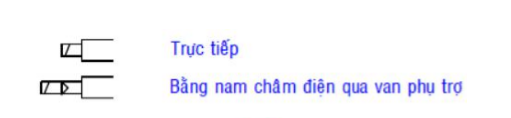 Trực tiếp
Bằng nam châm điện qua van phụ trợ